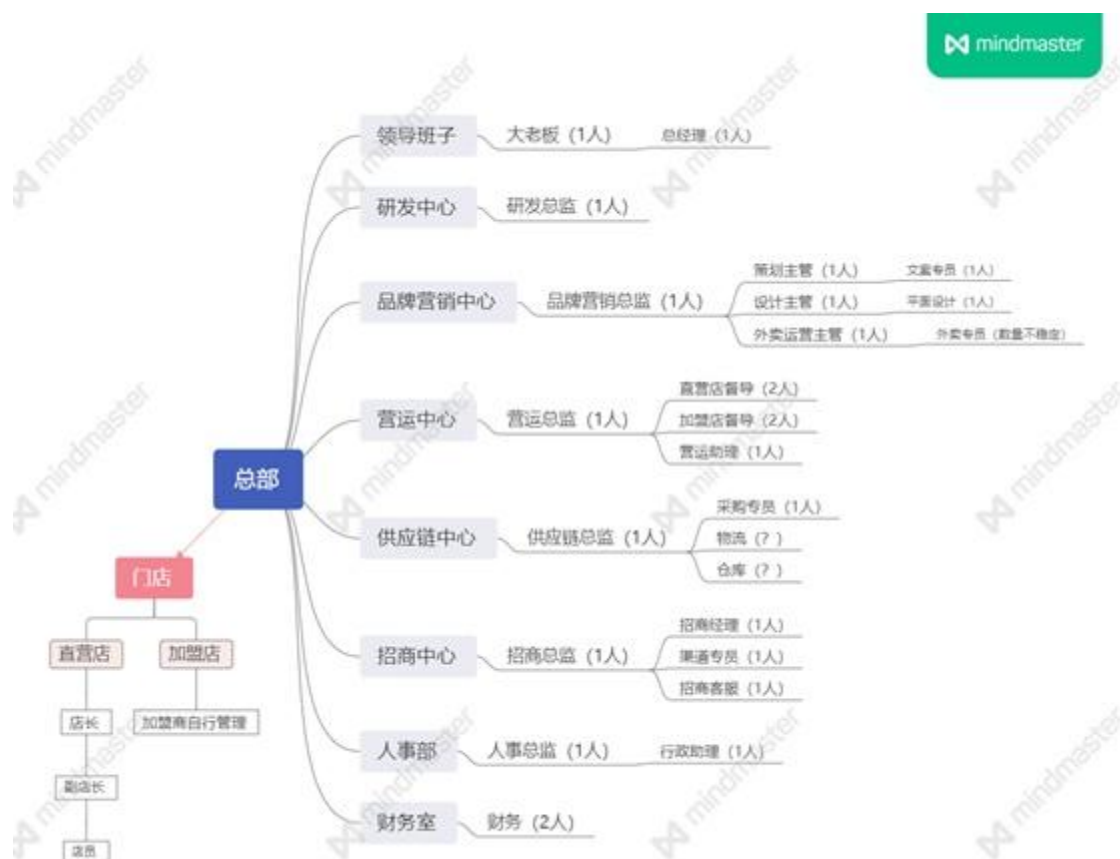 mindmaster
领导班子 大老板（1人） 总经理（1人）
研发中心 研发总监（1人）
品牌营销中心 品牌营销总监（1人）
策划主管（1人） 文案专员（1人）
设计主管（1人） 平面设计（1人）
外卖运营主管（1人） 外卖专员（数量不稳定）
营运中心 营运总监（1人）
直营店督导（2人）
加盟店督导（2人）
营运助理（1人）
总部
供应链中心 供应链总监（1人）
采购专员（1人）
物流（？）
仓库（？）
招商中心 招商总监（1人）
招商经理（1人）
渠道专员（1人）
招商客服（1人）
人事部 人事总监（1人） 行政助理（1人）
财务室 财务（2人）
门店
直营店 加盟店
店长 加盟商自行管理
副店长
店员